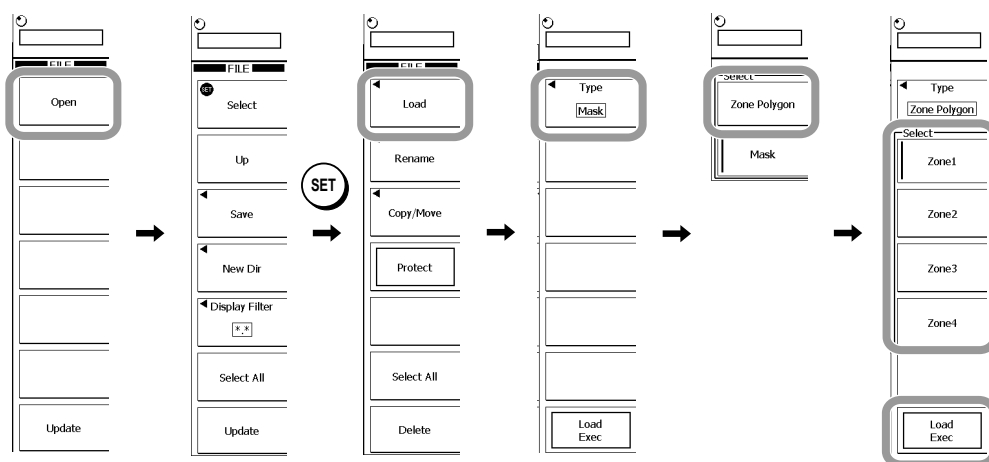 FILE
Open
Update
FILE
SET
Select
Up
Save
New Dir
Display Filter
*.*
Select All
Update
SET
FILE
Load
Rename
Copy/Move
Protect
Select All
Delete
Type
Mask
Load
Exec
Select
Zone Polygon
Mask
Type
Zone Polygon
Select
Zone1
Zone2
Zone3
Zone4
Load
Exec